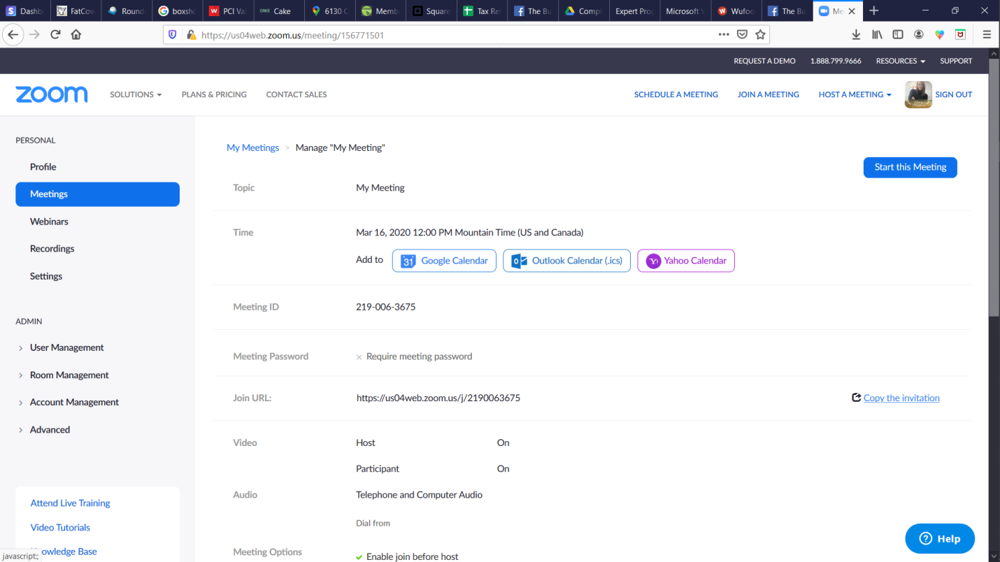 Dashb
FatCow
Round
boxsho
PCI Val
CAKE Cake
6130 C
Memb
Square
Tax Ret
The Bu
Compl
Expert Prog
Microsoft V
Wufoo
The Bu
Me
https://us04web.zoom.us/meeting/156771501
REQUEST A DEMO 1.888.799.9666 RESOURCES SUPPORT
zoom SOLUTIONS PLANS & PRICING CONTACT SALES SCHEDULE A MEETING JOIN A MEETING HOST A MEETING SIGN OUT
PERSONAL
Profile
Meetings
Webinars
Recordings
Settings
ADMIN
User Management
Room Management
Account Management
Advanced
Attend Live Training
Video Tutorials
owledge Base
javascript:;
My Meetings > Manage "My Meeting"
Start this Meeting
Topic My Meeting
Time Mar 16, 2020 12:00 PM Mountain Time (US and Canada)
Add to 31 Google Calendar Outlook Calendar (.ics) Yahoo Calendar
Meeting ID 219-006-3675
Meeting Password Require meeting password
Join URL: https://us04web.zoom.us/j/2190063675 Copy the invitation
Video Host On
Participant On
Audio Telephone and Computer Audio
Dial from
Meeting Options Enable join before host
Help